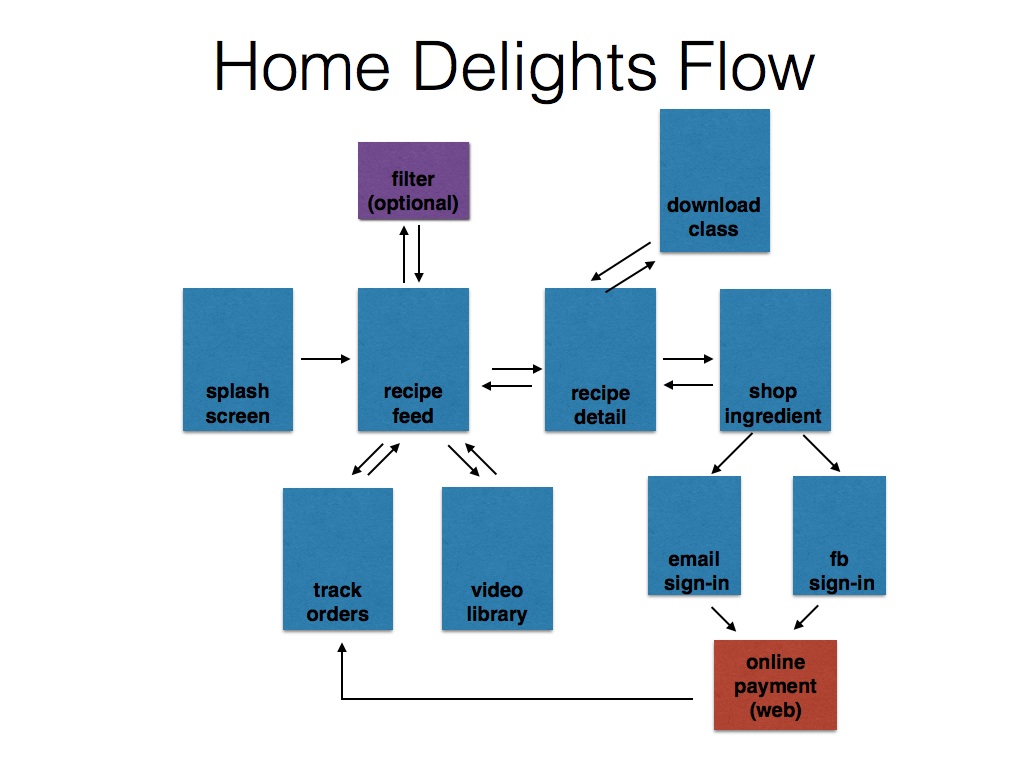 Home Delights Flow
filter
(optional)
download
class
splash
screen
recipe
feed
recipe
detail
shop
ingredient
track
orders
video
library
email
sign-in
fb
sign-in
online
payment
(web)